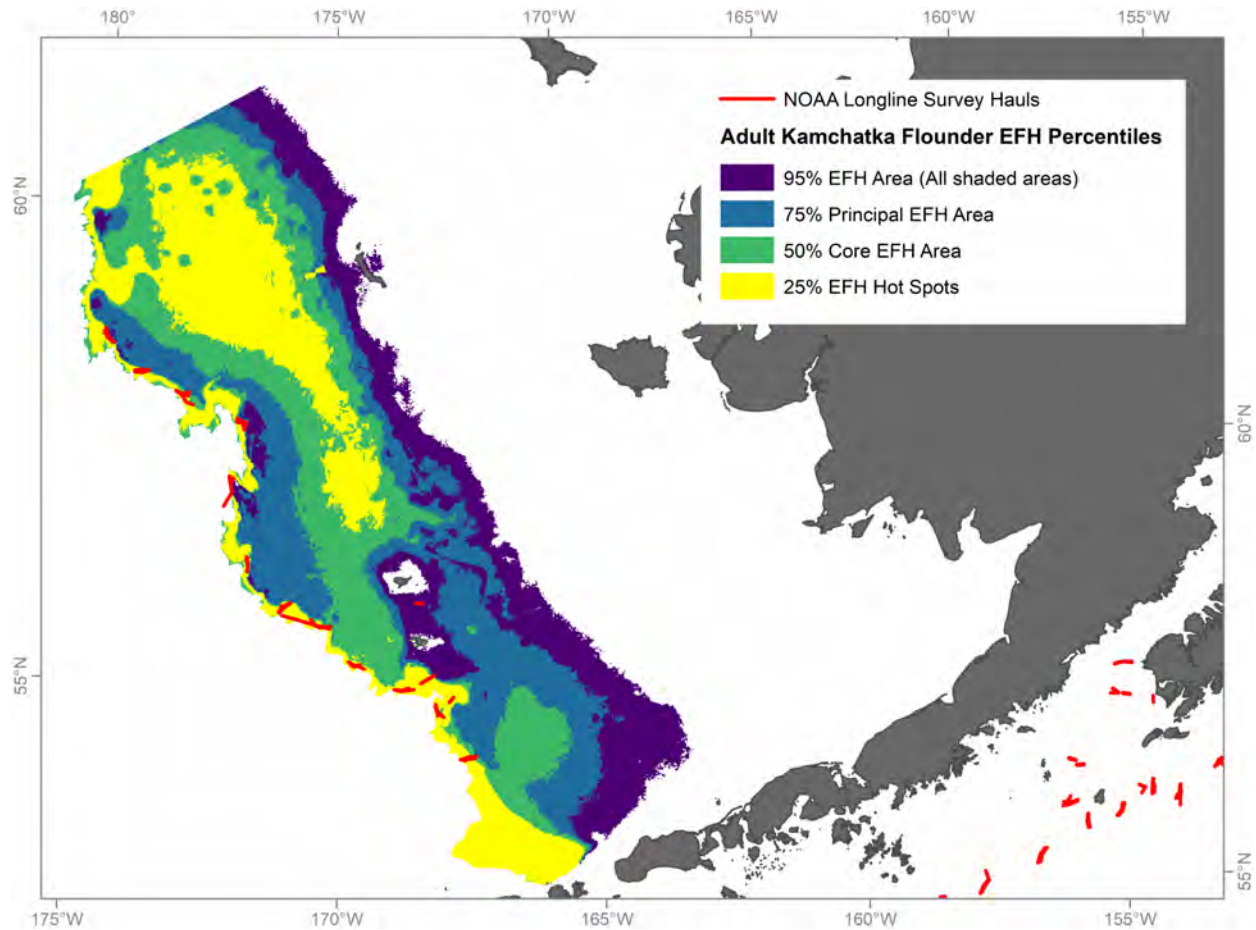 180° 175°W 170°W 165°W 160°W 155°W
NOAA Longline Survey Hauls
Adult Kamchatka Flounder EFH Percentiles
95% EFH Area (All shaded areas)
75% Principal EFH Area
50% Core EFH Area
25% EFH Hot Spots
60°N
60°N
55°N
55°N
175°W 170°W 165°W 160°W 155°W